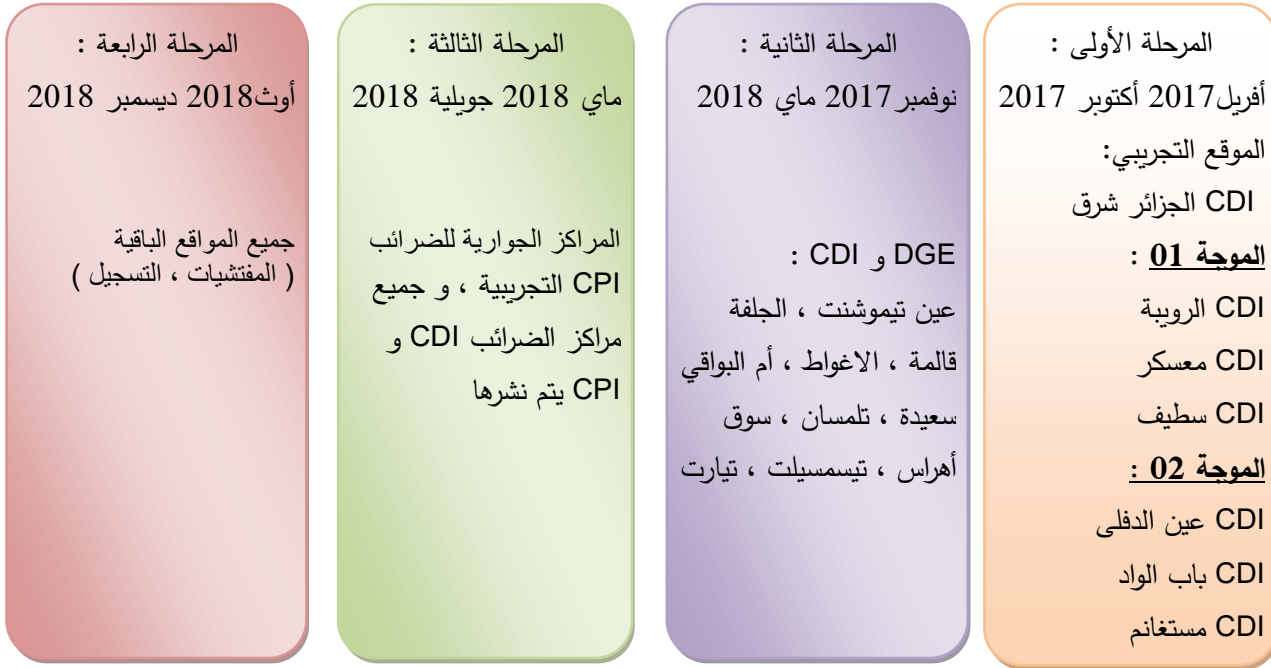 المرحلة الأولى :
أفريل2017 أكتوبر 2017
الموقع التجريبي:
CDI الجزائر شرق
الموجة 01 :
CDI الرويبة
CDI معسكر
CDI سطيف
الموجة 02 :
CDI عين الدفلى
CDI باب الواد
CDI مستغانم
المرحلة الثانية :
نوفمبر2017 ماي 2018
DGE و CDI :
عين تيموشنت ، الجلفة
قالمة ، الاغواط ، أم البواقي
سعيدة ، تلمسان ، سوق
أهراس ، تيسمسيلت ، تيارت
المرحلة الثالثة :
ماي 2018 جويلية 2018
المراكز الجوارية للضرائب
CPI التجريبية ، و جميع
مراكز الضرائب CDI و
CPI يتم نشرها
المرحلة الرابعة :
أوث2018 ديسمبر 2018
جميع المواقع الباقية
( المفتشيات ، التسجيل )